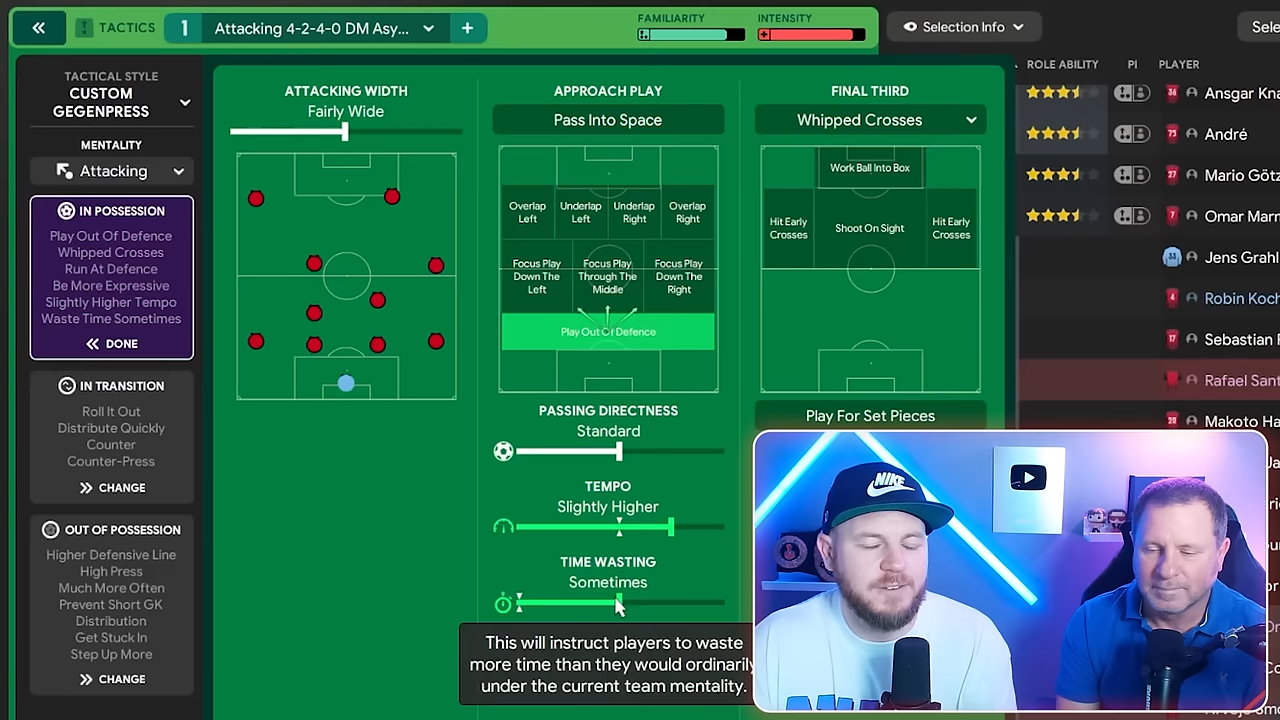 TACTICS
1
Attacking 4-2-4-0 DM Asy...
+
FAMILIARITY
INTENSITY
Selection Info
TACTICAL STYLE
CUSTOM
GEGENPRESS
MENTALITY
Attacking
IN POSSESSION
Play Out Of Defence
Whipped Crosses
Run At Defence
Be More Expressive
Slightly Higher Tempo
Waste Time Sometimes
DONE
IN TRANSITION
Roll It Out
Distribute Quickly
Counter
Counter-Press
CHANGE
OUT OF POSSESSION
Higher Defensive Line
High Press
Much More Often
Prevent Short GK
Distribution
Get Stuck In
Step Up More
CHANGE
ATTACKING WIDTH
Fairly Wide
APPROACH PLAY
Pass Into Space
Overlap
Left
Underlap
Left
Underlap
Right
Overlap
Right
Focus Play
Down The
Left
Focus Play
Through The
Middle
Focus Play
Down The
Right
Play Out Of Defence
PASSING DIRECTNESS
Standard
TEMPO
Slightly Higher
TIME WASTING
Sometimes
This will instruct players to waste
more time than they would ordinarily
under the current team mentality.
FINAL THIRD
Whipped Crosses
Work Ball Into Box
Hit Early
Crosses
Shoot On Sight
Hit Early
Crosses
Play For Set Pieces
ROLE ABILITY
PI
PLAYER
Ansgar Kna
André
Mario Götz
7
Omar Marm
Jens Grahl
4
Robin Koch
17
Sebastian
Rafael Sant
20
Makoto Ha
NIKE